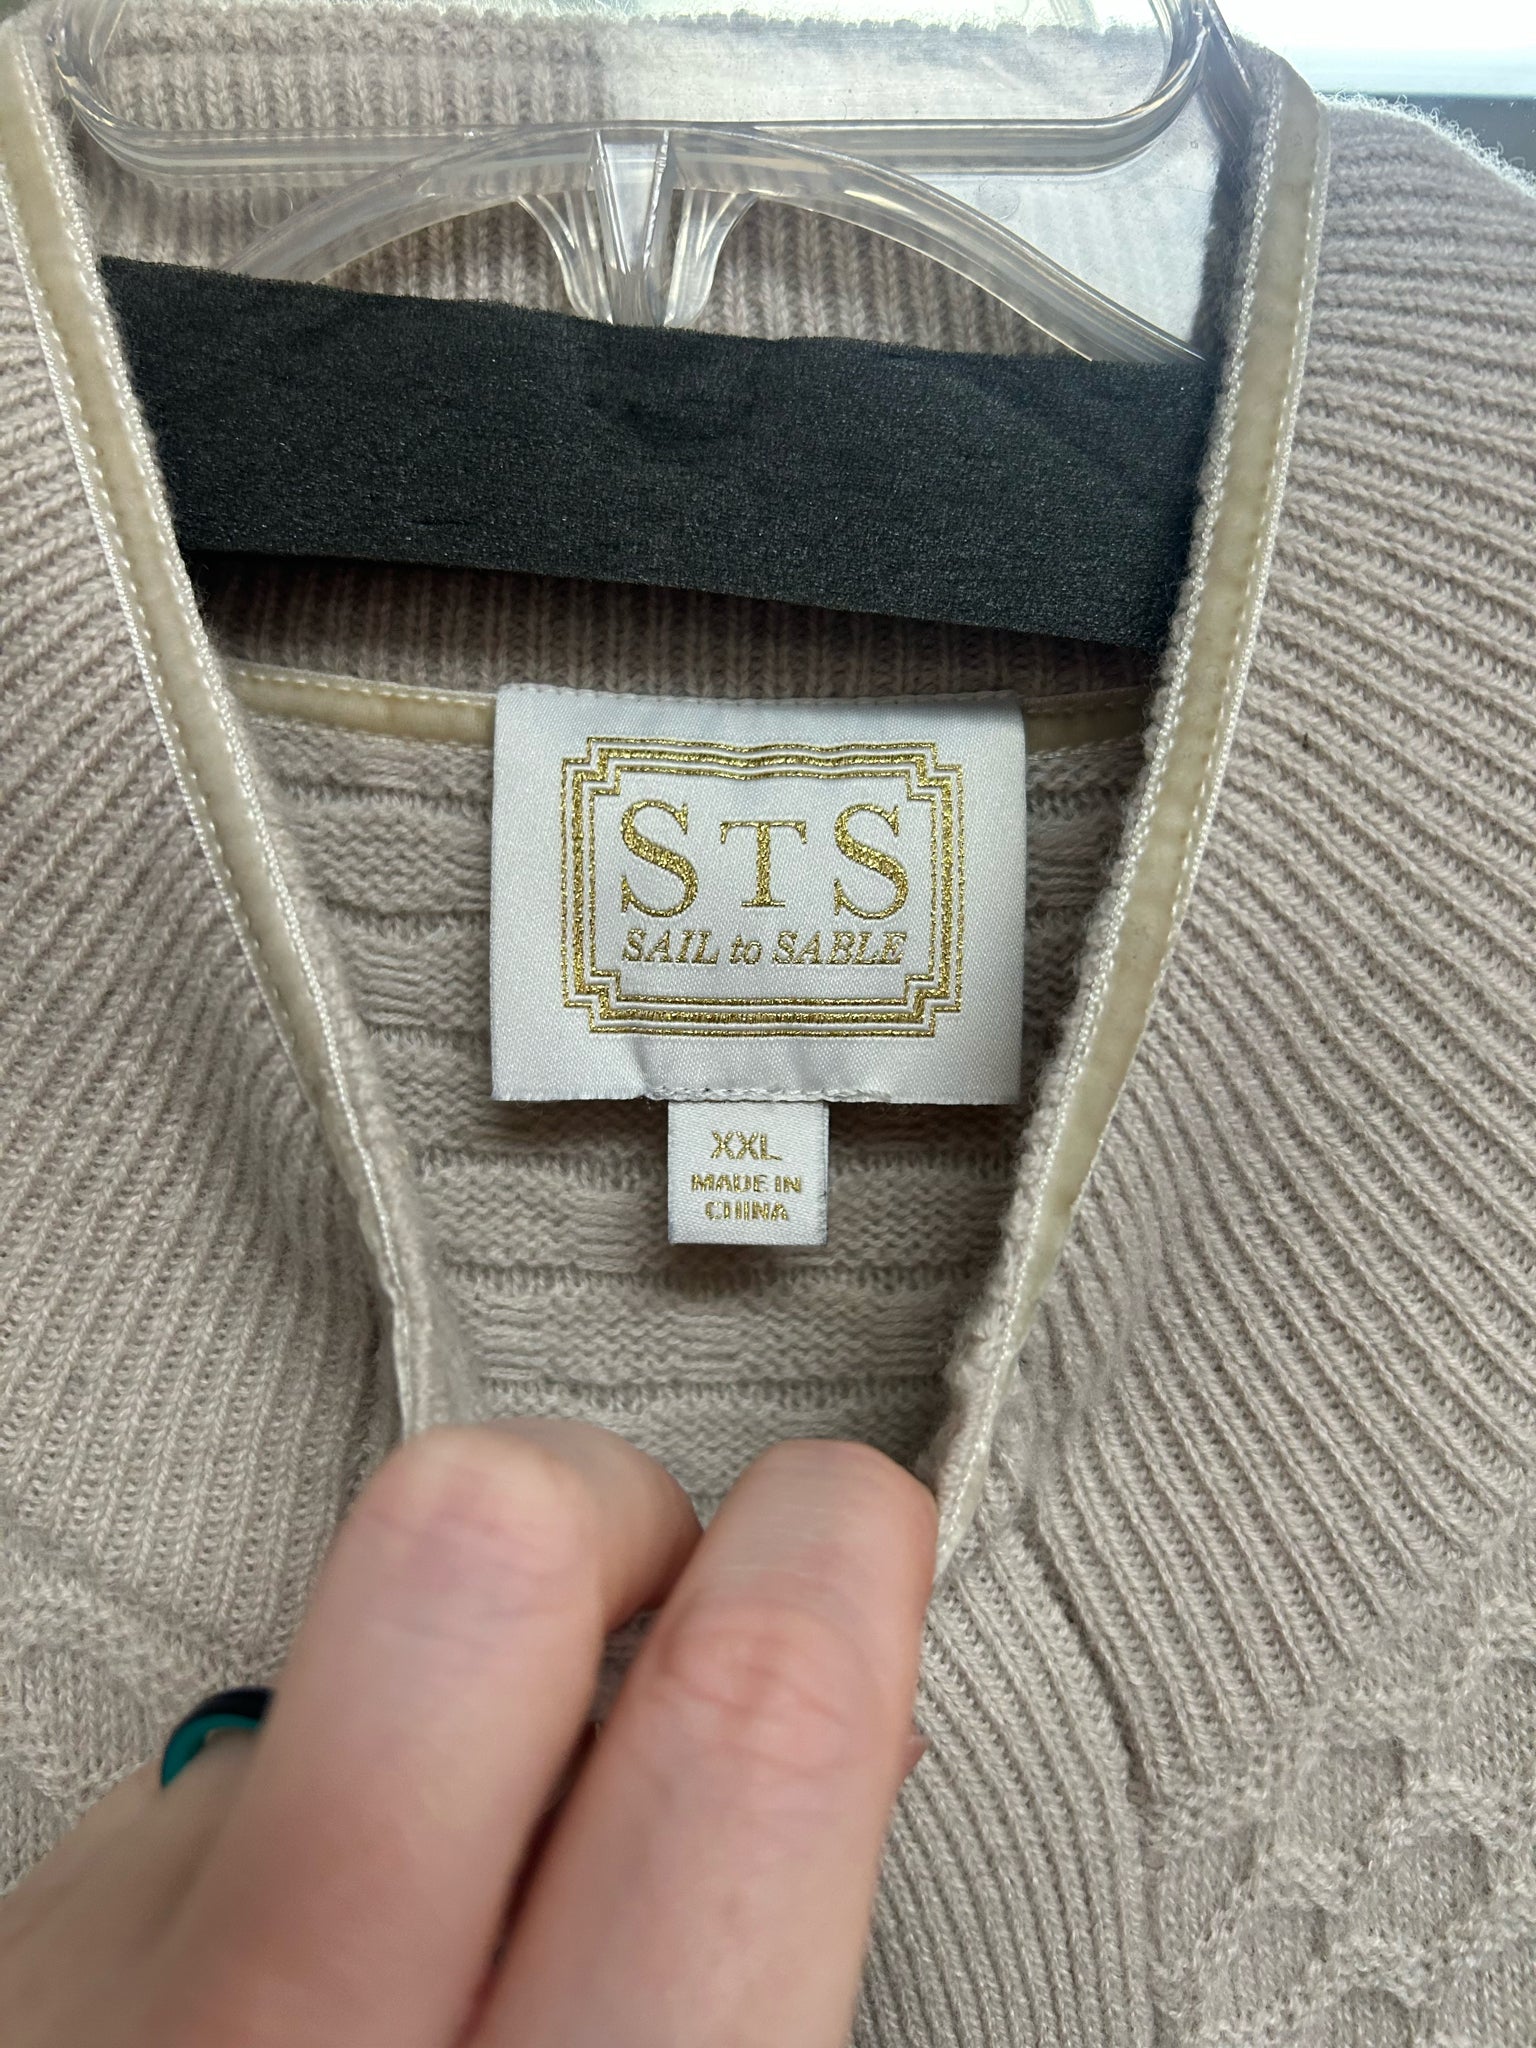 STS
SAIL to SABLE
XXL
MADE IN
CHINA